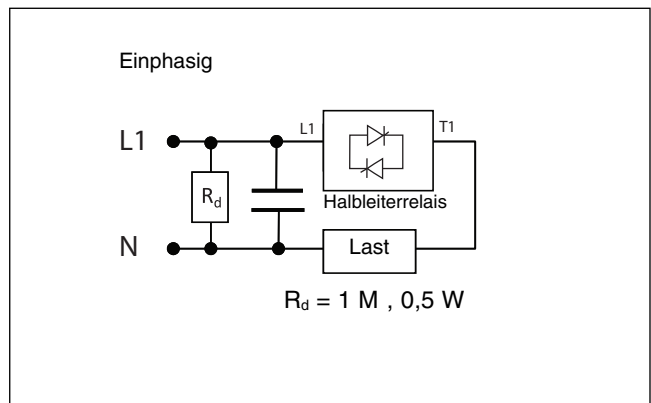 Einphasig
L1
L1
T1
Rd
Halbleiterrelais
N
Last
Rd = 1 M , 0,5 W